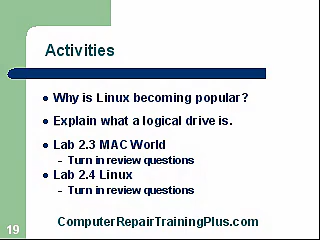 Activities
Why is Linux becoming popular?
Explain what a logical drive is.
Lab 2.3 MAC World
– Turn in review questions
Lab 2.4 Linux
– Turn in review questions
19
ComputerRepairTrainingPlus.com